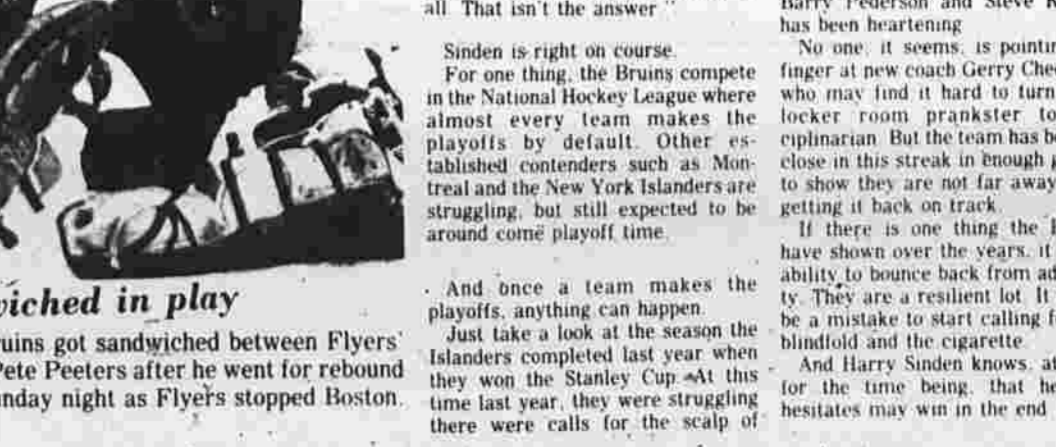 wiched in play
uins got sandwiched between Flyers'
Pete Peeters after he went for rebound
nday night as Flyers stopped Boston.
all. That isn't the answer."
Sinden is right on course.
For one thing, the Bruins compete
in the National Hockey League where
almost every team makes the
playoffs by default. Other es-
tablished contenders such as Mon-
treal and the New York Islanders are
struggling, but still expected to be
around come playoff time.
And once a team makes the
playoffs, anything can happen.
Just take a look at the season the
Islanders completed last year when
they won the Stanley Cup. At this
time last year, they were struggling
there were calls for the scalp of
Barry Pederson and Steve
has been heartening
No one, it seems, is pointin
finger at new coach Gerry Chee
who may find it hard to turn
locker room prankster to
ciplinarian. But the team has be
close in this streak in enough
to show they are not far away
getting it back on track.
If there is one thing the
have shown over the years, it
ability to bounce back from ad
ty. They are a resilient lot. It
be a mistake to start calling f
blindfold and the cigarette.
And Harry Sinden knows, a
for the time being, that he
hesitates may win in the end